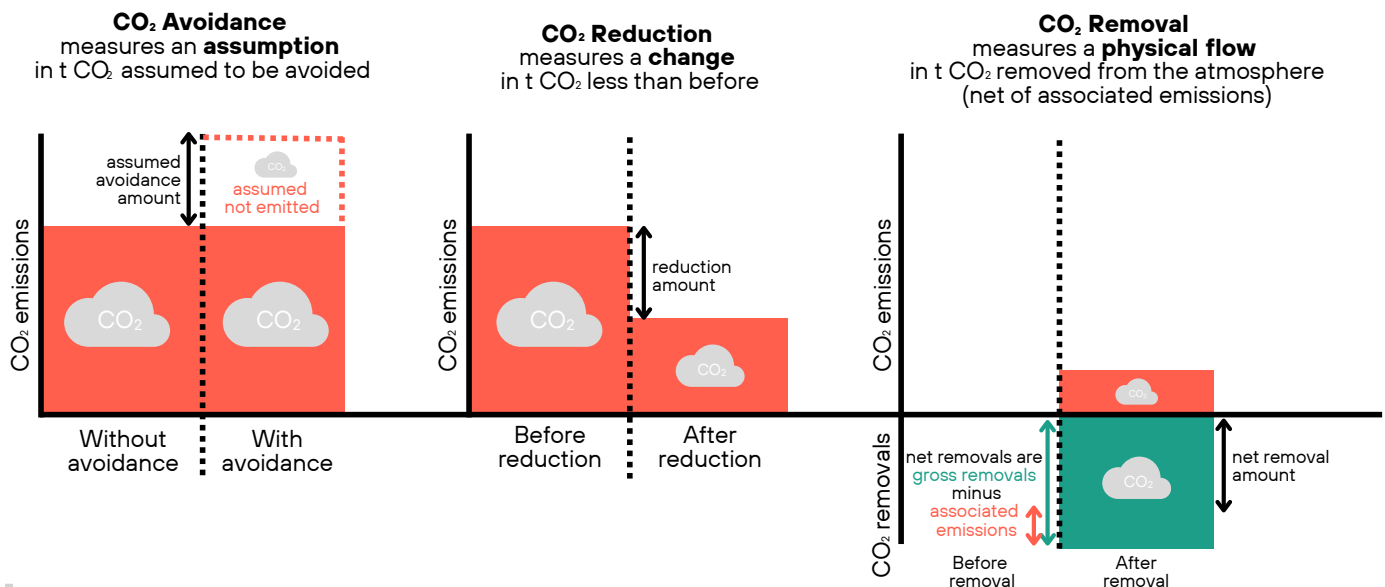 CO₂ Avoidance
measures an assumption
in t CO₂ assumed to be avoided
CO₂ emissions
assumed
avoidance
amount
CO₂
assumed
not emitted
CO₂
CO₂
Without
avoidance
With
avoidance
CO₂ Reduction
measures a change
in t CO₂ less than before
CO₂ emissions
reduction
amount
CO₂
CO₂
Before
reduction
After
reduction
CO₂ Removal
measures a physical flow
in t CO₂ removed from the atmosphere
(net of associated emissions)
CO₂ emissions
CO₂
CO₂ removals
net removals are
gross removals
minus
associated
emissions
CO₂
net removal
amount
Before
removal
After
removal